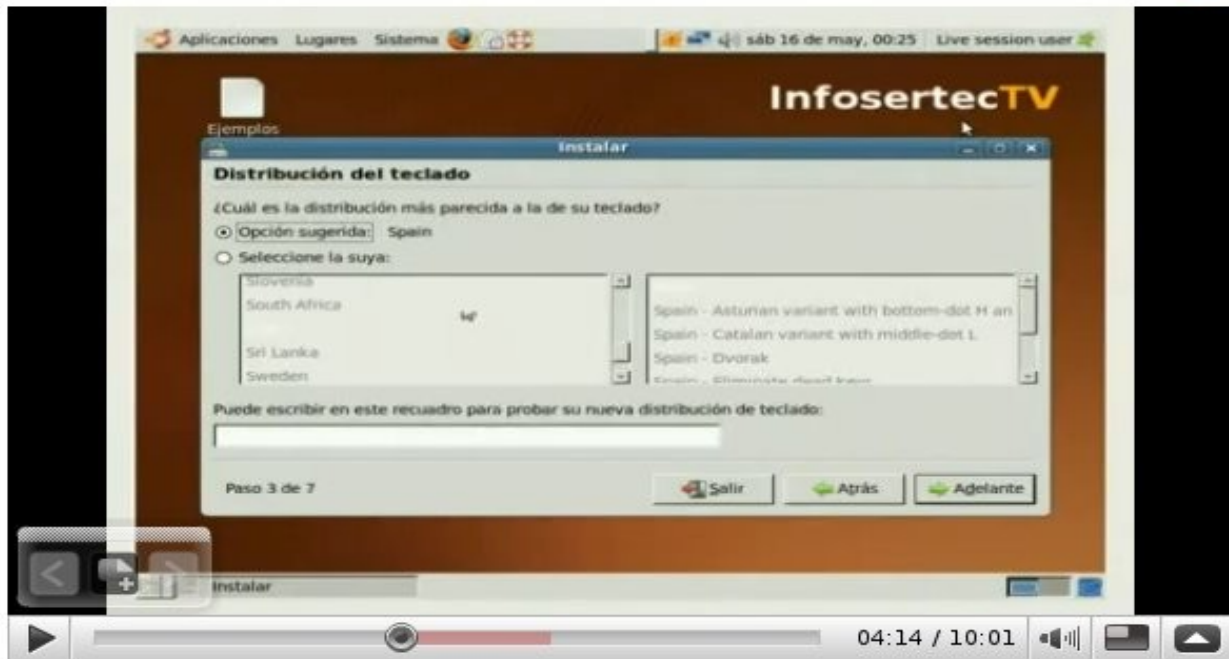 Aplicaciones Lugares Sistema
sáb 16 de may, 00:25 Live session user
InfosertecTV
Ejemplos
Instalar
Distribución del teclado
¿Cuál es la distribución más parecida a la de su teclado?
Opción sugerida: Spain
Seleccione la suya:
Slovenia
South Africa
Sri Lanka
Sweden
Spain - Asturian variant with bottom-dot H an
Spain - Catalan variant with middle-dot L
Spain - Dvorak
Spain - Eliminate dead keys
Puede escribir en este recuadro para probar su nueva distribución de teclado:
Paso 3 de 7
Salir
Atrás
Adelante
Instalar
04:14 / 10:01